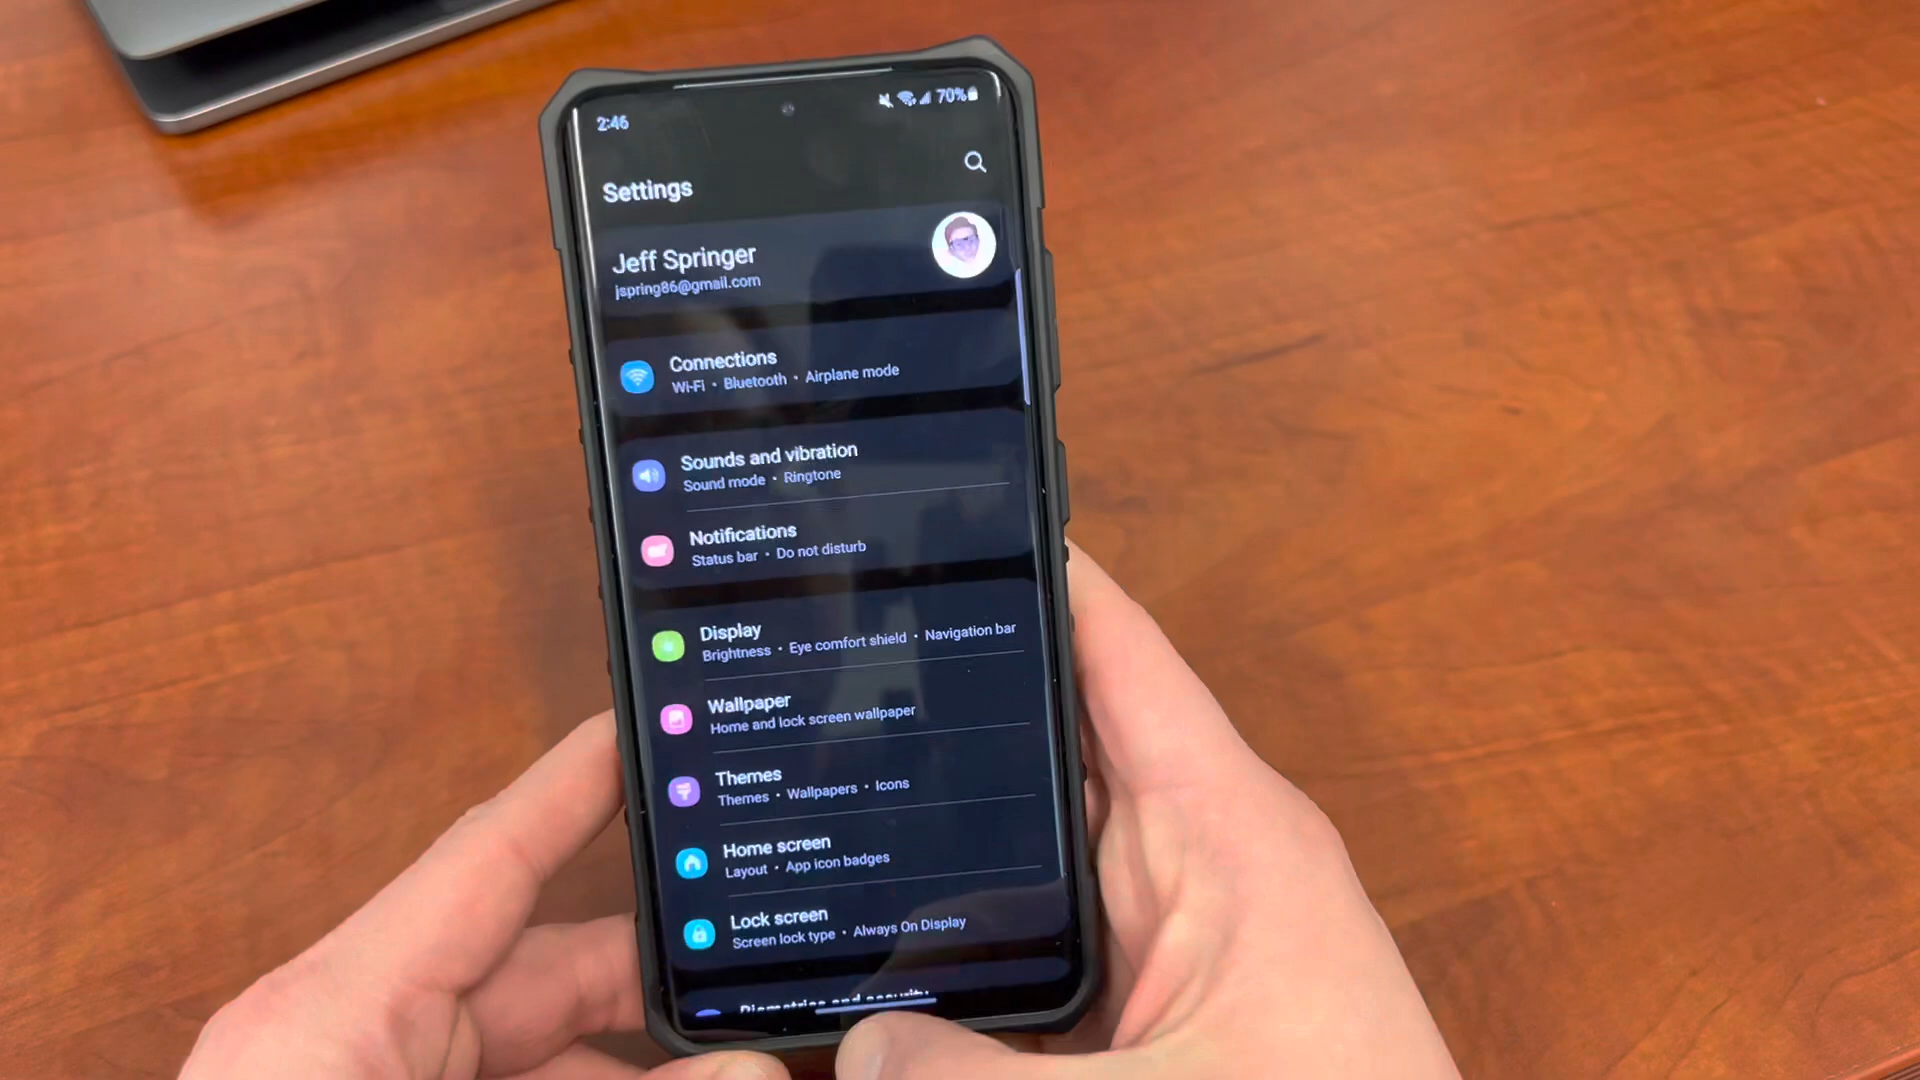 2:46
70%
Settings
Jeff Springer
jspring86@gmail.com
Connections
Wi-Fi • Bluetooth • Airplane mode
Sounds and vibration
Sound mode • Ringtone
Notifications
Status bar • Do not disturb
Display
Brightness • Eye comfort shield • Navigation bar
Wallpaper
Home and lock screen wallpaper
Themes
Themes • Wallpapers • Icons
Home screen
Layout • App icon badges
Lock screen
Screen lock type • Always On Display
Biometrics and security